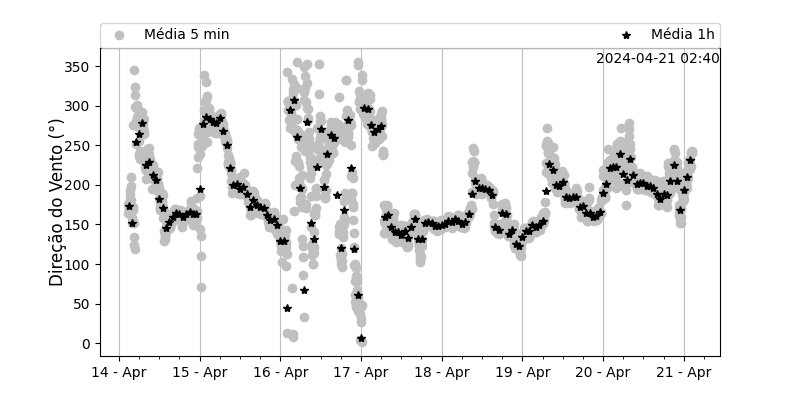 Média 5 min
Média 1h
2024-04-21 02:40
Direção do Vento (°)
350
300
250
200
150
100
50
0
14 - Apr
15 - Apr
16 - Apr
17 - Apr
18 - Apr
19 - Apr
20 - Apr
21 - Apr